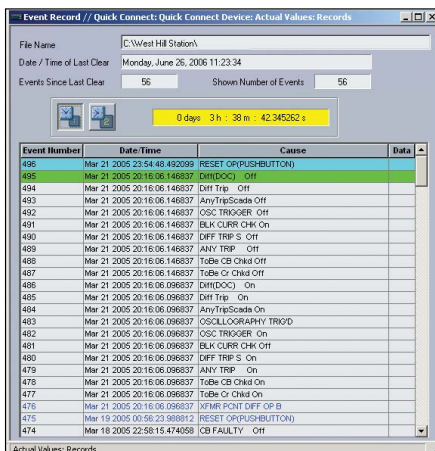 Event Record // Quick Connect: Quick Connect Device: Actual Values: Records
File Name C:\West Hill Station\
Date / Time of Last Clear Monday, June 26, 2006 11:23:34
Events Since Last Clear 56 Shown Number of Events 56
0 days 3 h : 38 m : 42.345262 s
Event Number Date/Time Cause Data
496 Mar 21 2005 23:54:48.492099 RESET OP(PUSHBUTTON)
495 Mar 21 2005 20:16:06.146837 Diff(DOC) Off
494 Mar 21 2005 20:16:06.146837 Diff Trip Off
493 Mar 21 2005 20:16:06.146837 AnyTripScada Off
492 Mar 21 2005 20:16:06.146837 OSC TRIGGER Off
491 Mar 21 2005 20:16:06.146837 BLK CURR CHK On
490 Mar 21 2005 20:16:06.146837 DIFF TRIP S Off
489 Mar 21 2005 20:16:06.146837 ANY TRIP Off
488 Mar 21 2005 20:16:06.146837 ToBe CB Chkd Off
487 Mar 21 2005 20:16:06.146837 ToBe Cr Chkd Off
486 Mar 21 2005 20:16:06.096837 Diff(DOC) On
485 Mar 21 2005 20:16:06.096837 Diff Trip On
484 Mar 21 2005 20:16:06.096837 AnyTripScada On
483 Mar 21 2005 20:16:06.096837 OSCILLOGRAPHY TRIG'D
482 Mar 21 2005 20:16:06.096837 OSC TRIGGER On
481 Mar 21 2005 20:16:06.096837 BLK CURR CHK Off
480 Mar 21 2005 20:16:06.096837 DIFF TRIP S On
479 Mar 21 2005 20:16:06.096837 ANY TRIP On
478 Mar 21 2005 20:16:06.096837 ToBe CB Chkd On
477 Mar 21 2005 20:16:06.096837 ToBe Cr Chkd On
476 Mar 21 2005 20:16:06.096837 XFMR PCNT DIFF OP B
475 Mar 19 2005 00:56:23.988812 RESET OP(PUSHBUTTON)
474 Mar 18 2005 22:58:15.474058 CB FAULTY Off
Actual Values: Records